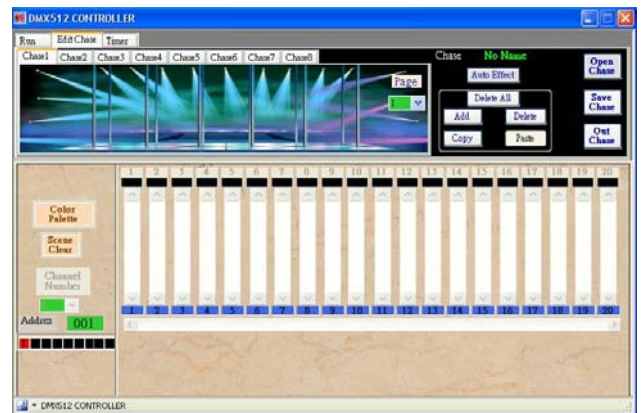 DMX512 CONTROLLER
Run Edit Chase Timer
Chase1 Chase2 Chase3 Chase4 Chase5 Chase6 Chase7 Chase8
Chase No Name
Page
1
Auto Effect
Delete All
Add Delete
Copy Paste
Open
Chase
Save
Chase
Out
Chase
1 2 3 4 5 6 7 8 9 10 11 12 13 14 15 16 17 18 19 20
Color
Palette
Scene
Clear
Channel
Number
Address 001
1 2 3 4 5 6 7 8 9 10 11 12 13 14 15 16 17 18 19 20
DMX512 CONTROLLER